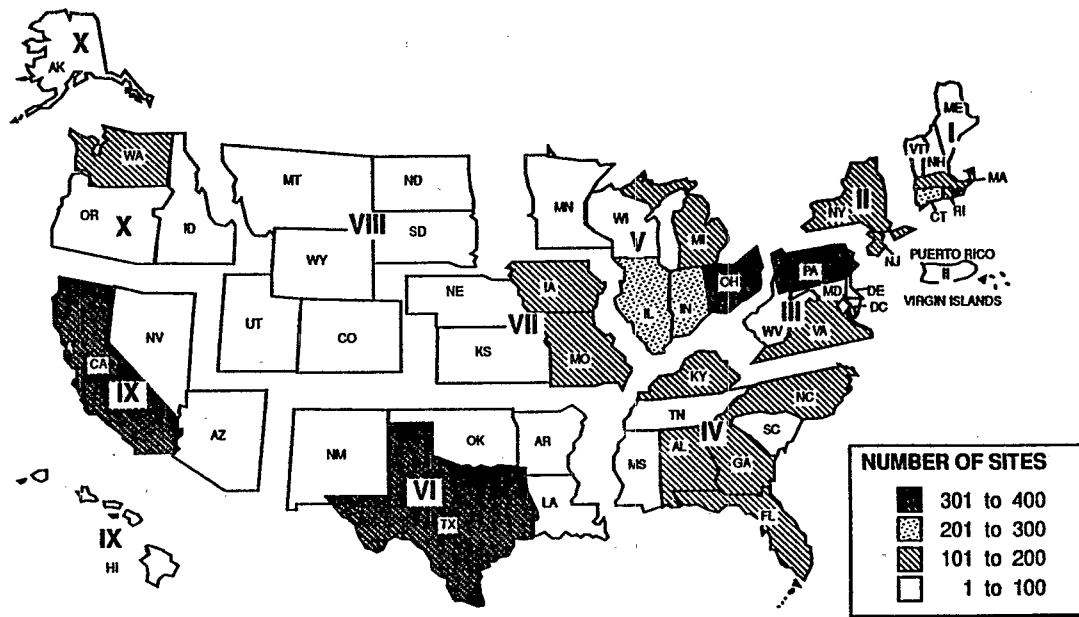 X
AK
WA
OR
X
ID
MT
ND
VIII
SD
WY
NV
UT
CO
CA
IX
AZ
NE
KS
VII
IA
MO
MN
WI
V
MI
IL
IN
OH
ME
I
VT
NH
MA
CT
RI
NY
II
NJ
PUERTO RICO
II
VIRGIN ISLANDS
PA
MD
DE
DC
III
WV
VA
KY
NC
TN
IV
SC
MS
AL
GA
FL
NM
OK
AR
VI
TX
LA
IX
HI
NUMBER OF SITES
301 to 400
201 to 300
101 to 200
1 to 100